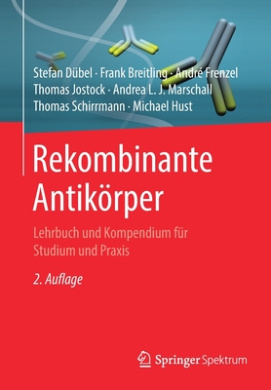 Stefan Dübel · Frank Breitling · André Frenzel
Thomas Jostock · Andrea L. J. Marschall
Thomas Schirrmann · Michael Hust
Rekombinante
Antikörper
Lehrbuch und Kompendium für
Studium und Praxis
2. Auflage
Springer Spektrum